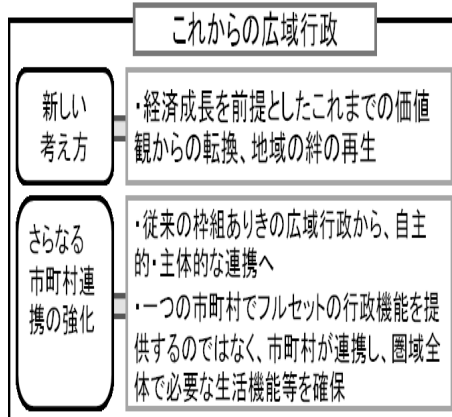 これからの広域行政
新しい
考え方
・経済成長を前提としたこれまでの価値
観からの転換、地域の絆の再生
さらなる
市町村連
携の強化
・従来の枠組ありきの広域行政から、自主
的・主体的な連携へ
・一つの市町村でフルセットの行政機能を提
供するのではなく、市町村が連携し、圏域全
体で必要な生活機能等を確保